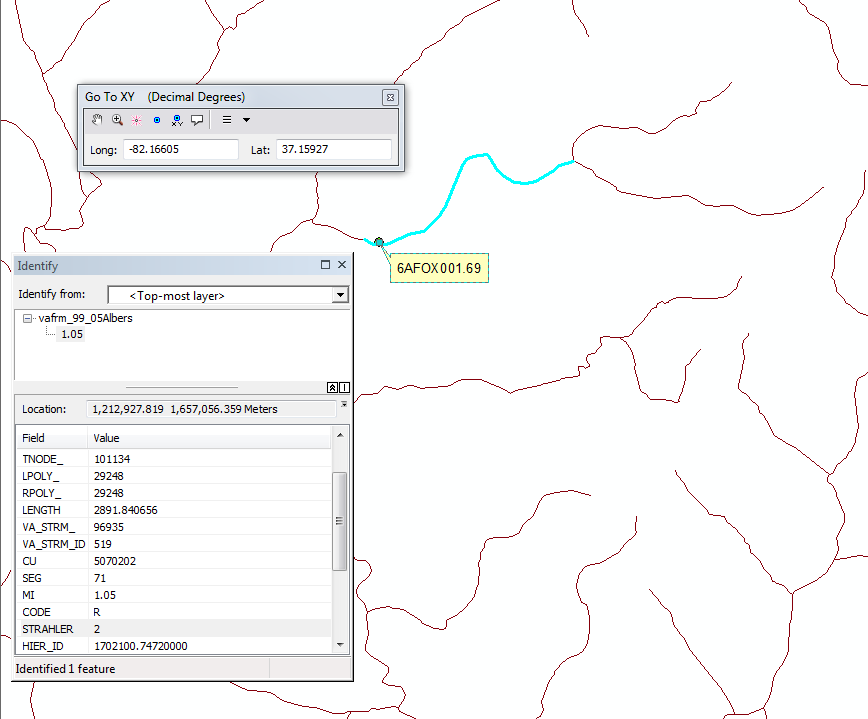 Go To XY (Decimal Degrees)
Long: -82.16605 Lat: 37.15927
6AFOX001.69
Identify
Identify from: <Top-most layer>
vafrm_99_05Albers
1.05
Location: 1,212,927.819 1,657,056.359 Meters
Field Value
TNODE_ 101134
LPOLY_ 29248
RPOLY_ 29248
LENGTH 2891.840656
VA_STRM_ 96935
VA_STRM_ID 519
CU 5070202
SEG 71
MI 1.05
CODE R
STRAHLER 2
HIER_ID 1702100.74720000
Identified 1 feature